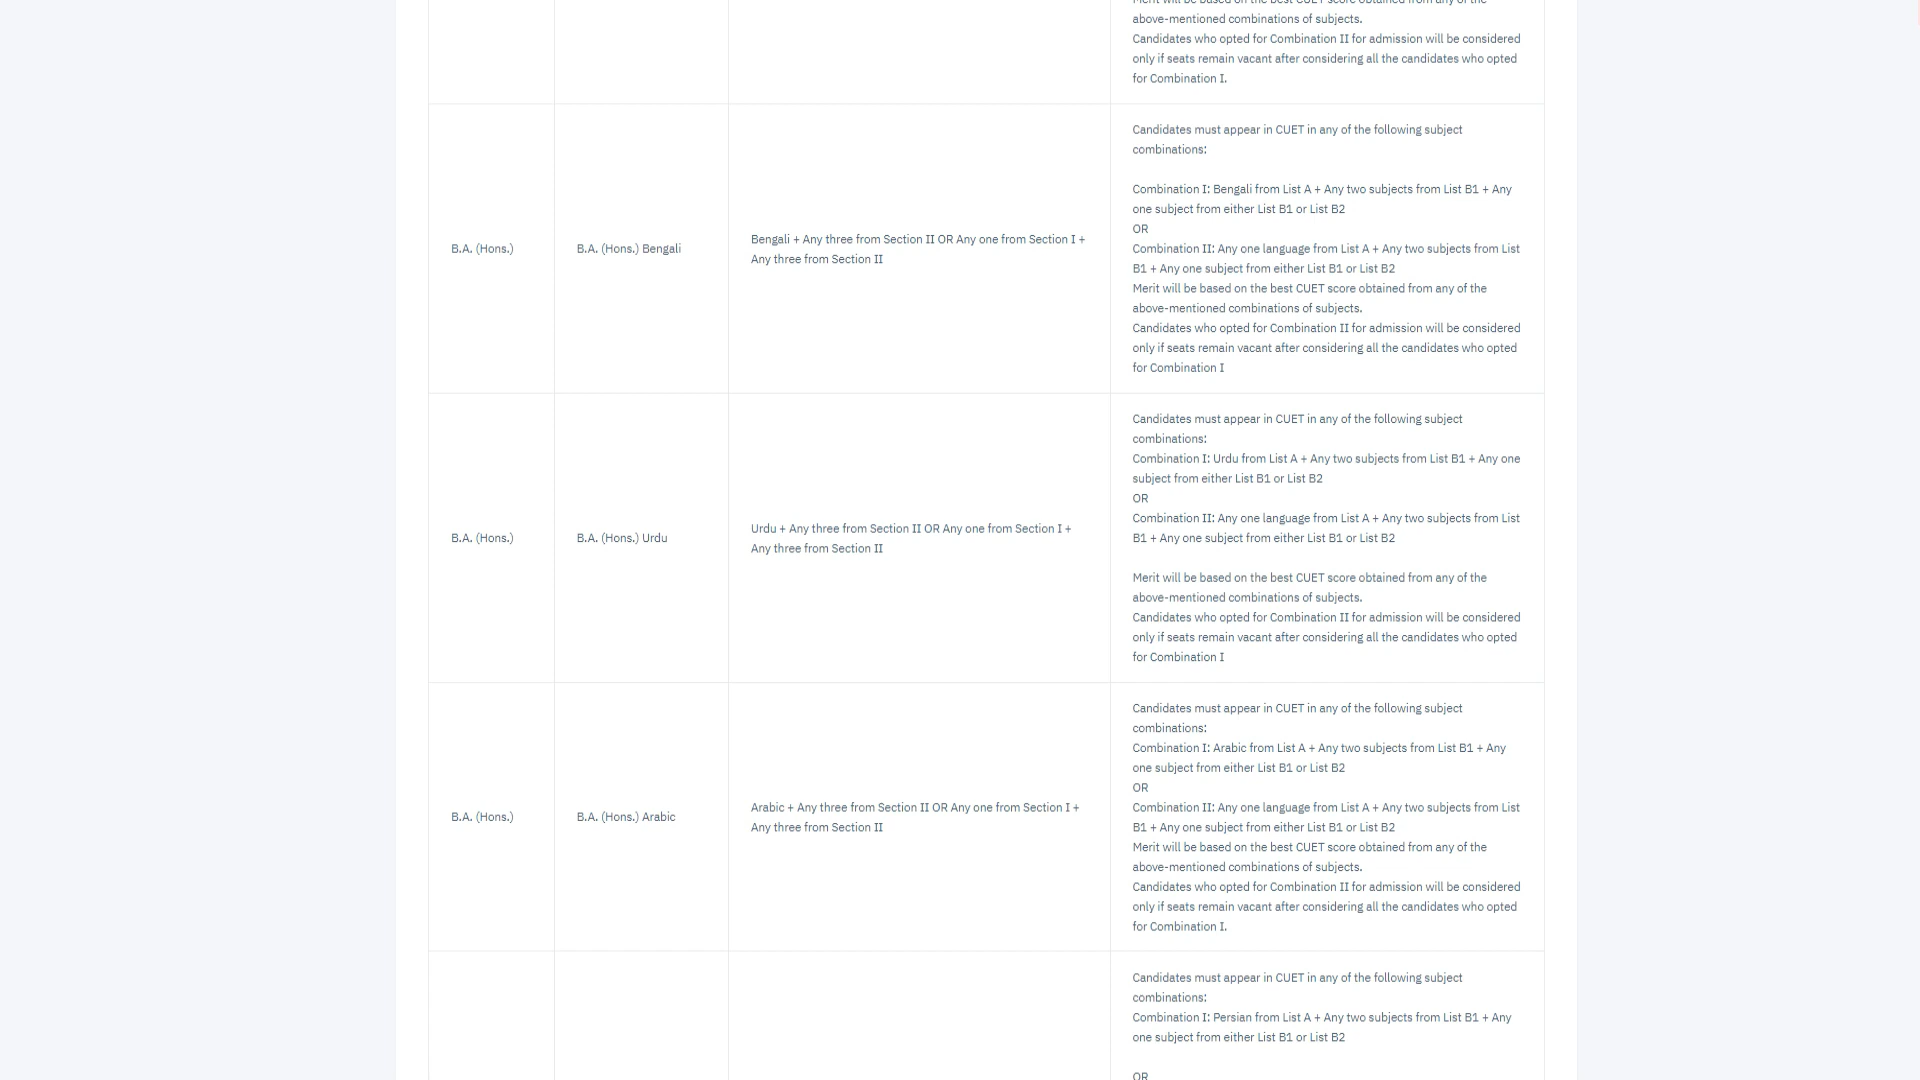 Merit will be based on the best CUET score obtained from any of the
above-mentioned combinations of subjects.
Candidates who opted for Combination II for admission will be considered
only if seats remain vacant after considering all the candidates who opted
for Combination I.
B.A. (Hons.)
B.A. (Hons.) Bengali
Bengali + Any three from Section II OR Any one from Section I +
Any three from Section II
Candidates must appear in CUET in any of the following subject
combinations:
Combination I: Bengali from List A + Any two subjects from List B1 + Any
one subject from either List B1 or List B2
OR
Combination II: Any one language from List A + Any two subjects from List
B1 + Any one subject from either List B1 or List B2
Merit will be based on the best CUET score obtained from any of the
above-mentioned combinations of subjects.
Candidates who opted for Combination II for admission will be considered
only if seats remain vacant after considering all the candidates who opted
for Combination I
B.A. (Hons.)
B.A. (Hons.) Urdu
Urdu + Any three from Section II OR Any one from Section I +
Any three from Section II
Candidates must appear in CUET in any of the following subject
combinations:
Combination I: Urdu from List A + Any two subjects from List B1 + Any one
subject from either List B1 or List B2
OR
Combination II: Any one language from List A + Any two subjects from List
B1 + Any one subject from either List B1 or List B2
Merit will be based on the best CUET score obtained from any of the
above-mentioned combinations of subjects.
Candidates who opted for Combination II for admission will be considered
only if seats remain vacant after considering all the candidates who opted
for Combination I
B.A. (Hons.)
B.A. (Hons.) Arabic
Arabic + Any three from Section II OR Any one from Section I +
Any three from Section II
Candidates must appear in CUET in any of the following subject
combinations:
Combination I: Arabic from List A + Any two subjects from List B1 + Any
one subject from either List B1 or List B2
OR
Combination II: Any one language from List A + Any two subjects from List
B1 + Any one subject from either List B1 or List B2
Merit will be based on the best CUET score obtained from any of the
above-mentioned combinations of subjects.
Candidates who opted for Combination II for admission will be considered
only if seats remain vacant after considering all the candidates who opted
for Combination I.
Candidates must appear in CUET in any of the following subject
combinations:
Combination I: Persian from List A + Any two subjects from List B1 + Any
one subject from either List B1 or List B2
OR